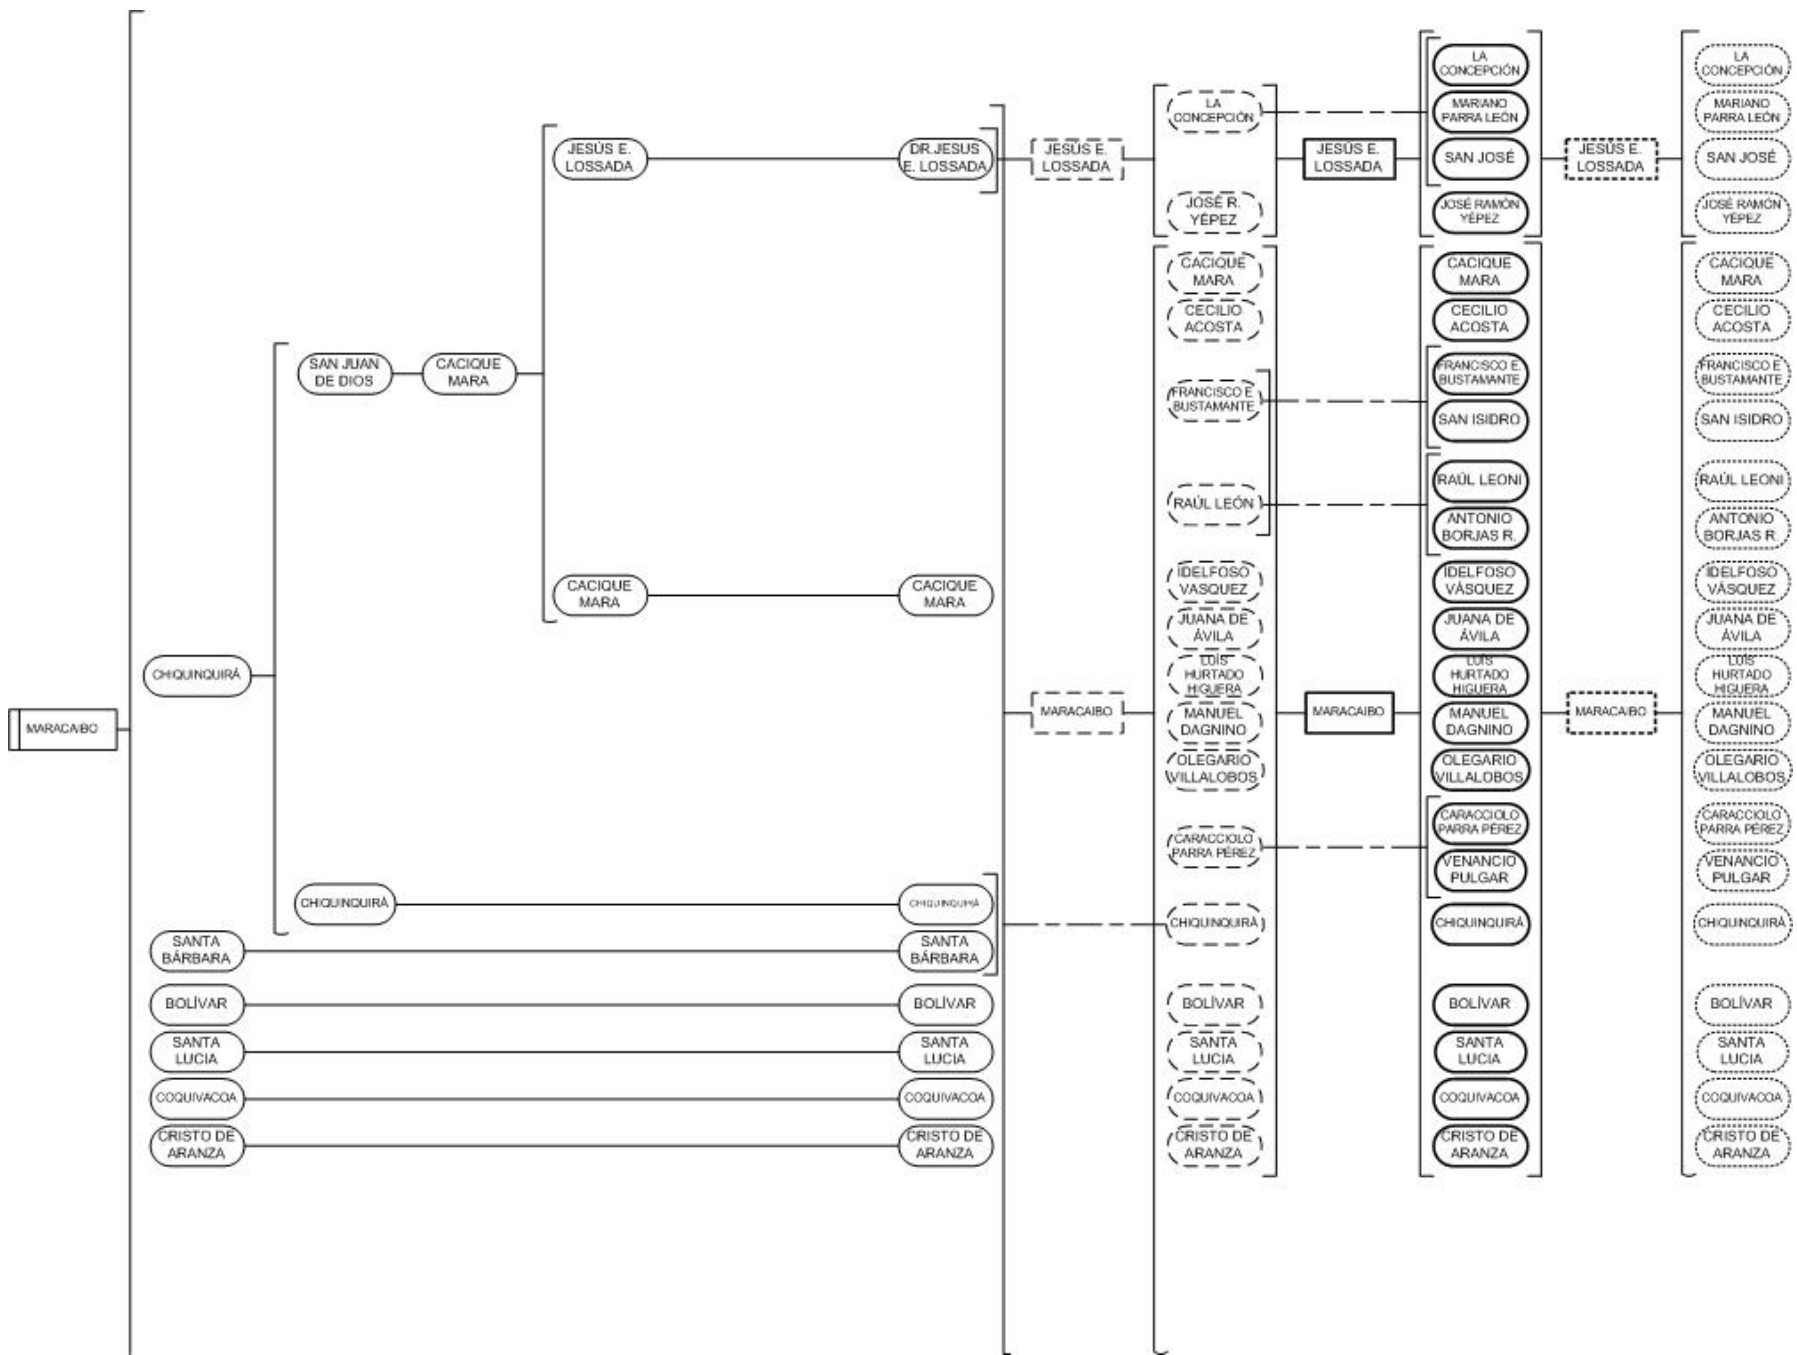 MARACAIBO
CHIQUINQUIRÁ
SANTA
BÁRBARA
BOLÍVAR
SANTA
LUCIA
COQUIVACOA
CRISTO DE
ARANZA
SAN JUAN
DE DIOS
CHIQUINQUIRÁ
CACIQUE
MARA
JESÚS E.
LOSSADA
CACIQUE
MARA
DR.JESUS
E. LOSSADA
CACIQUE
MARA
CHIQUINQUIRÁ
SANTA
BÁRBARA
BOLÍVAR
SANTA
LUCIA
COQUIVACOA
CRISTO DE
ARANZA
JESÚS E.
LOSSADA
MARACAIBO
LA
CONCEPCIÓN
JOSÉ R.
YÉPEZ
CACIQUE
MARA
CECILIO
ACOSTA
FRANCISCO E
BUSTAMANTE
RAÚL LEÓN
IDELFOSO
VASQUEZ
JUANA DE
ÁVILA
LUÍS
HURTADO
HIGUERA
MANUEL
DAGNINO
OLEGARIO
VILLALOBOS
CARACCIOLO
PARRA PÉREZ
CHIQUINQUIRÁ
BOLÍVAR
SANTA
LUCIA
COQUIVACOA
CRISTO DE
ARANZA
JESÚS E.
LOSSADA
MARACAIBO
LA
CONCEPCIÓN
MARIANO
PARRA LEÓN
SAN JOSÉ
JOSÉ RAMÓN
YÉPEZ
CACIQUE
MARA
CECILIO
ACOSTA
FRANCISCO E.
BUSTAMANTE
SAN ISIDRO
RAÚL LEONI
ANTONIO
BORJAS R.
IDELFOSO
VÁSQUEZ
JUANA DE
ÁVILA
LUÍS
HURTADO
HIGUERA
MANUEL
DAGNINO
OLEGARIO
VILLALOBOS
CARACCIOLO
PARRA PÉREZ
VENANCIO
PULGAR
CHIQUINQUIRÁ
BOLÍVAR
SANTA
LUCIA
COQUIVACOA
CRISTO DE
ARANZA
JESÚS E.
LOSSADA
MARACAIBO
LA
CONCEPCIÓN
MARIANO
PARRA LEÓN
SAN JOSÉ
JOSÉ RAMÓN
YÉPEZ
CACIQUE
MARA
CECILIO
ACOSTA
FRANCISCO E
BUSTAMANTE
SAN ISIDRO
RAÚL LEONI
ANTONIO
BORJAS R.
IDELFOSO
VÁSQUEZ
JUANA DE
ÁVILA
LUÍS
HURTADO
HIGUERA
MANUEL
DAGNINO
OLEGARIO
VILLALOBOS
CARACCIOLO
PARRA PÉREZ
VENANCIO
PULGAR
CHIQUINQUIRÁ
BOLÍVAR
SANTA
LUCIA
COQUIVACOA
CRISTO DE
ARANZA